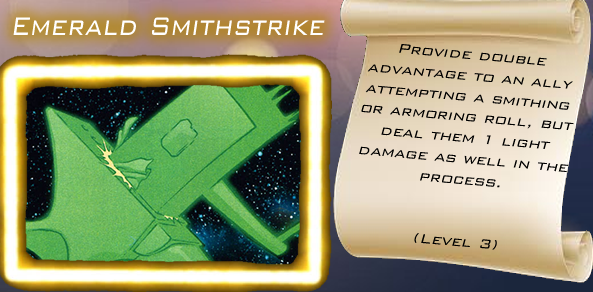 Emerald Smithstrike
Provide double
advantage to an ally
attempting a smithing
or armoring roll, but
deal them 1 light
damage as well in the
process.
(Level 3)